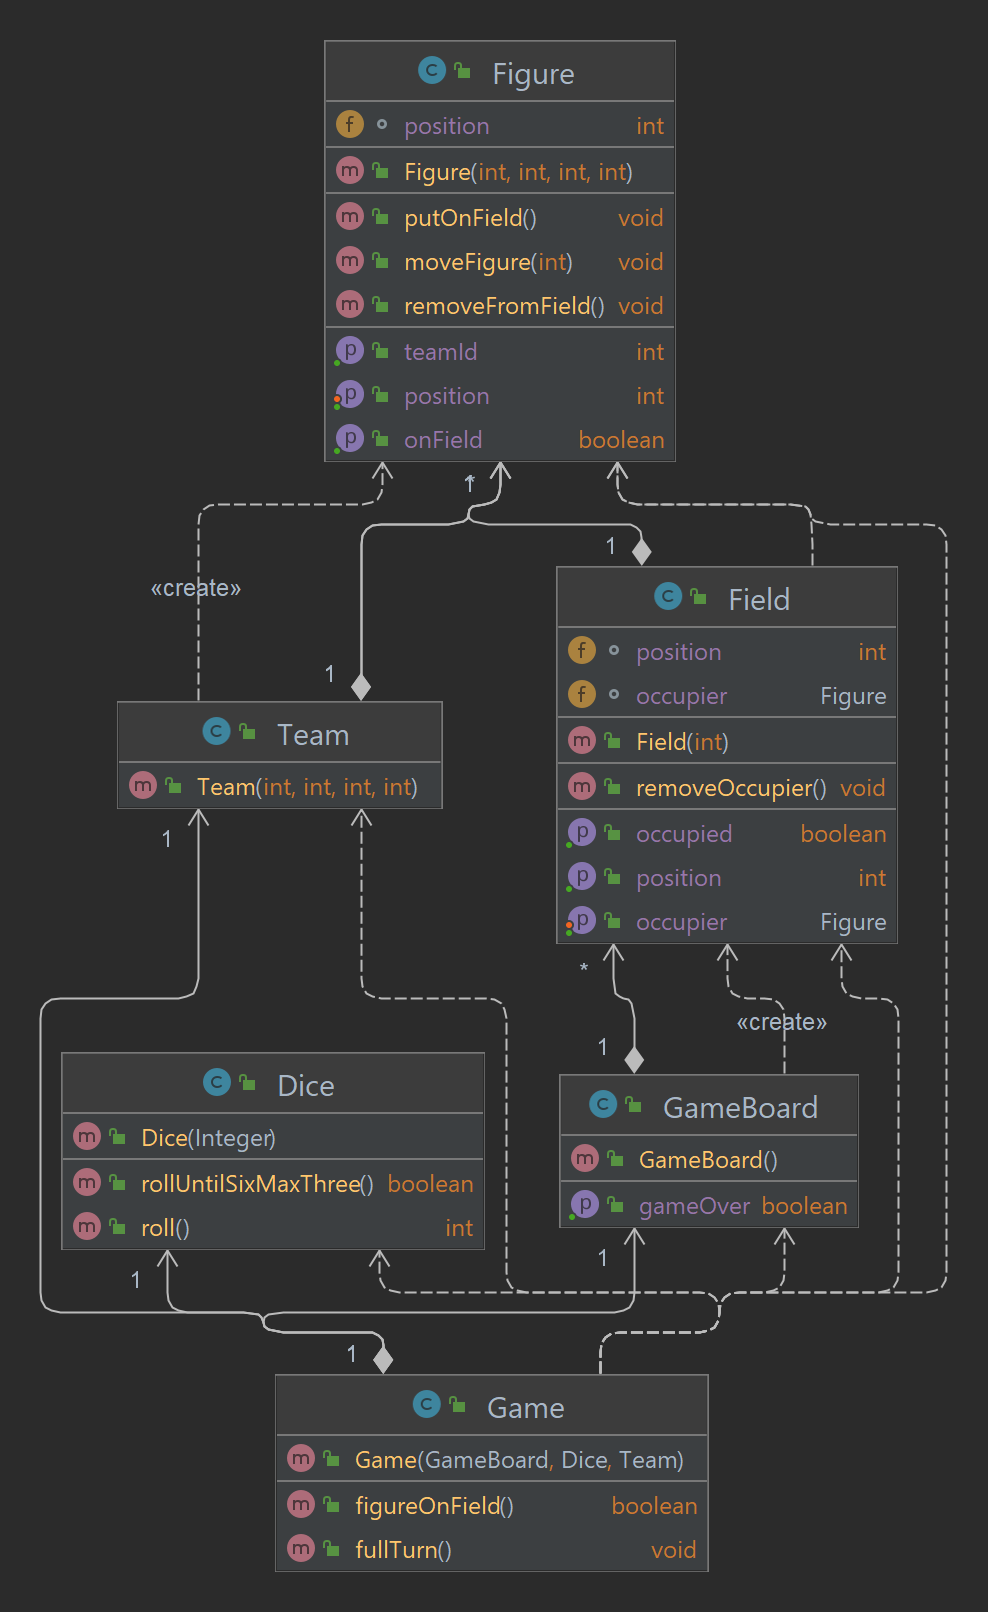 Figure
position int
Figure(int, int, int, int)
putOnField() void
moveFigure(int) void
removeFromField() void
teamId int
position int
onField boolean
1 *
1
«create»
Field
position int
occupier Figure
Field(int)
removeOccupier() void
occupied boolean
position int
occupier Figure
1
Team
Team(int, int, int, int)
1
*
«create»
1
Dice
Dice(Integer)
rollUntilSixMaxThree() boolean
roll() int
GameBoard
GameBoard()
gameOver boolean
1
1
1
Game
Game(GameBoard, Dice, Team)
figureOnField() boolean
fullTurn() void